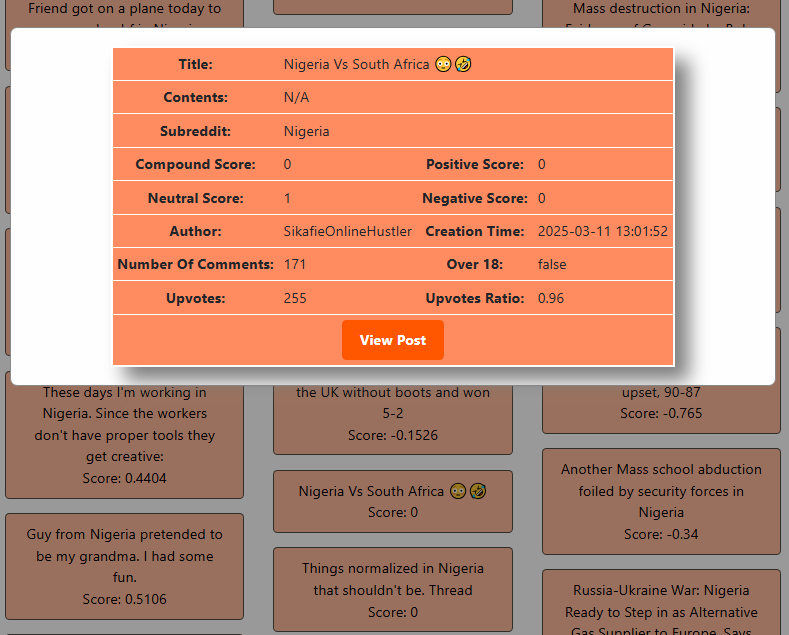 Friend got on a plane today to
Mass destruction in Nigeria:
Title: Nigeria Vs South Africa 😳🤣
Contents: N/A
Subreddit: Nigeria
Compound Score: 0 Positive Score: 0
Neutral Score: 1 Negative Score: 0
Author: SikafieOnlineHustler Creation Time: 2025-03-11 13:01:52
Number Of Comments: 171 Over 18: false
Upvotes: 255 Upvotes Ratio: 0.96
View Post
These days I'm working in
Nigeria. Since the workers
don't have proper tools they
get creative:
Score: 0.4404
Guy from Nigeria pretended to
be my grandma. I had some
fun.
Score: 0.5106
the UK without boots and won
5-2
Score: -0.1526
Nigeria Vs South Africa 😳🤣
Score: 0
Things normalized in Nigeria
that shouldn't be. Thread
Score: 0
upset, 90-87
Score: -0.765
Another Mass school abduction
foiled by security forces in
Nigeria
Score: -0.34
Russia-Ukraine War: Nigeria
Ready to Step in as Alternative
Gas Supplier to Europe, Says